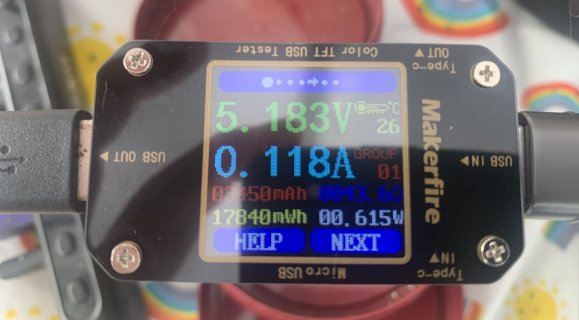 Color TFT USB Tester
Type-c
OUT
5.183V
°C
26
0.118A
GROUP
01
03450mAh
17840mWh 00.615W
HELP NEXT
USB OUT
USB IN
Makerfire
Micro USB
Type-c
IN